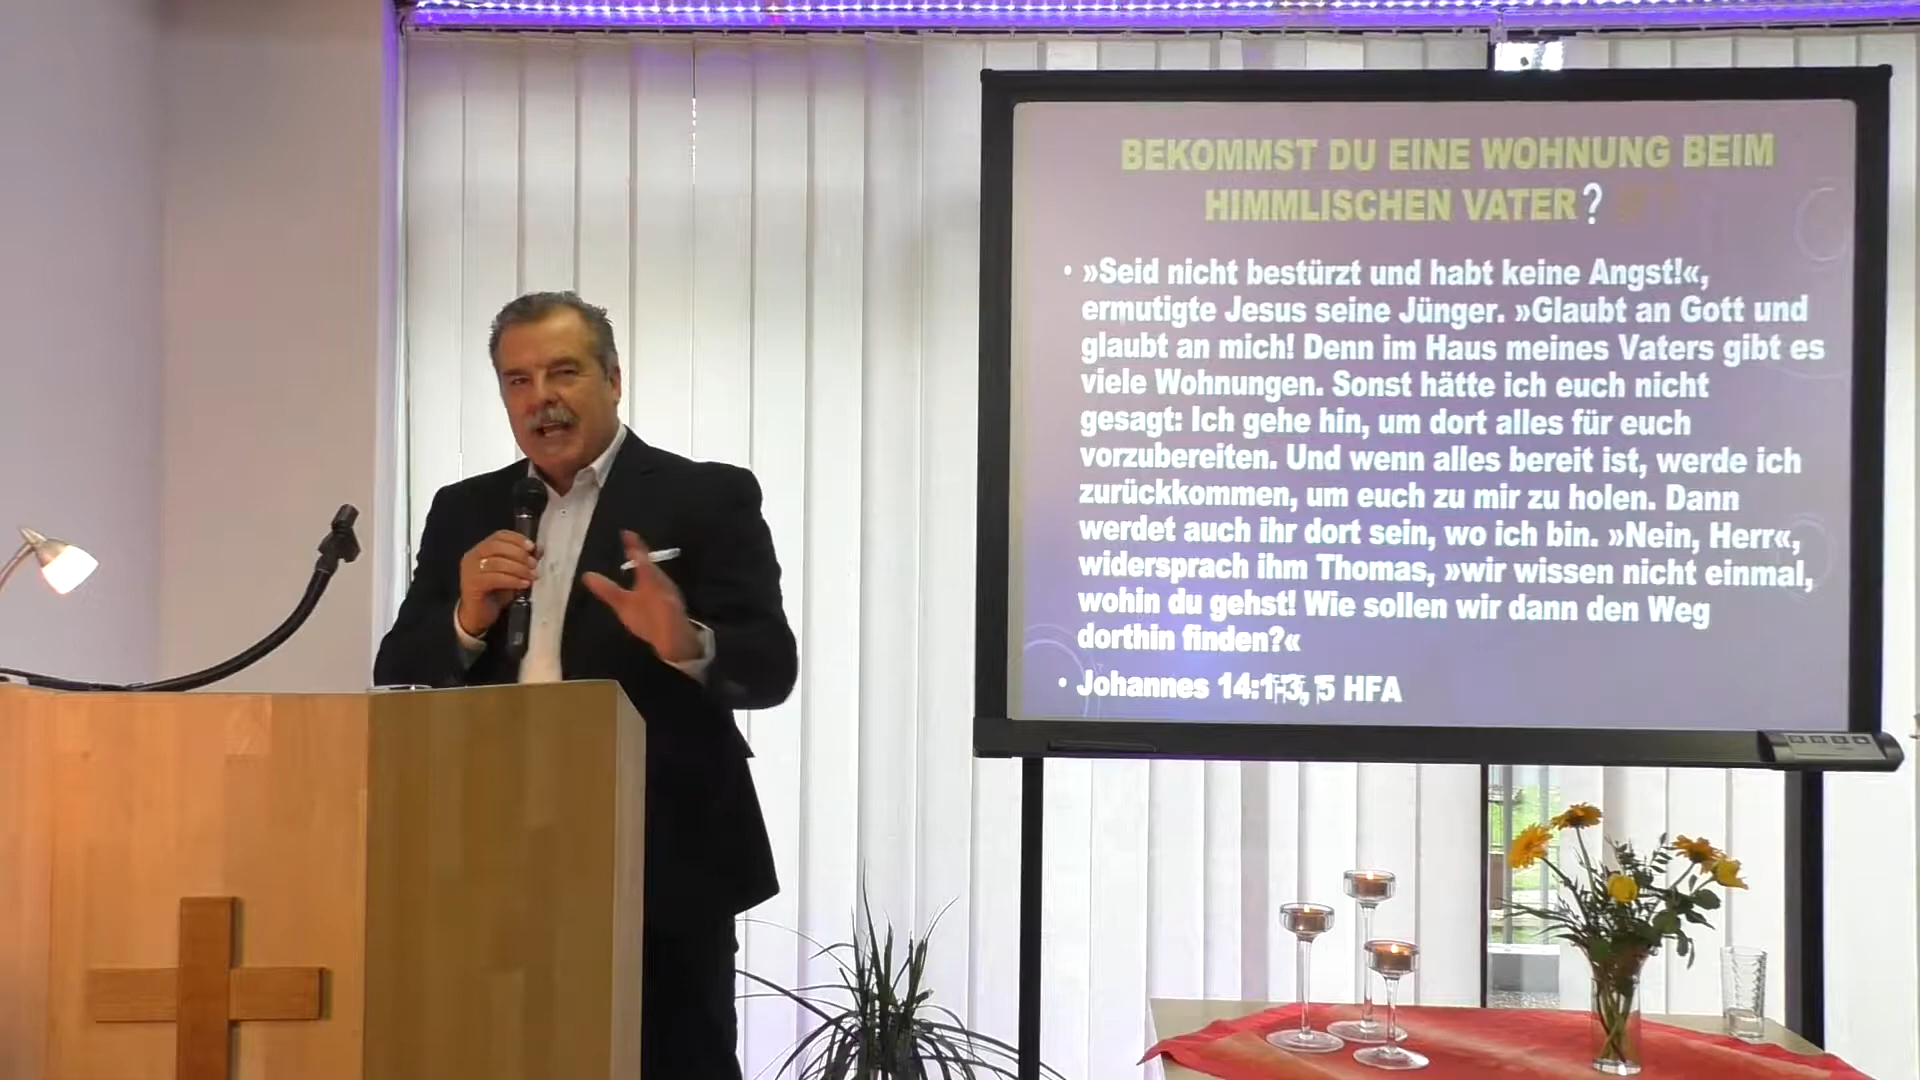 BEKOMMST DU EINE WOHNUNG BEIM
HIMMLISCHEN VATER?
• »Seid nicht bestürzt und habt keine Angst!«,
ermutigte Jesus seine Jünger. »Glaubt an Gott und
glaubt an mich! Denn im Haus meines Vaters gibt es
viele Wohnungen. Sonst hätte ich euch nicht
gesagt: Ich gehe hin, um dort alles für euch
vorzubereiten. Und wenn alles bereit ist, werde ich
zurückkommen, um euch zu mir zu holen. Dann
werdet auch ihr dort sein, wo ich bin. »Nein, Herr«,
widersprach ihm Thomas, »wir wissen nicht einmal,
wohin du gehst! Wie sollen wir dann den Weg
dorthin finden?«
• Johannes 14:1-3, 5 HFA